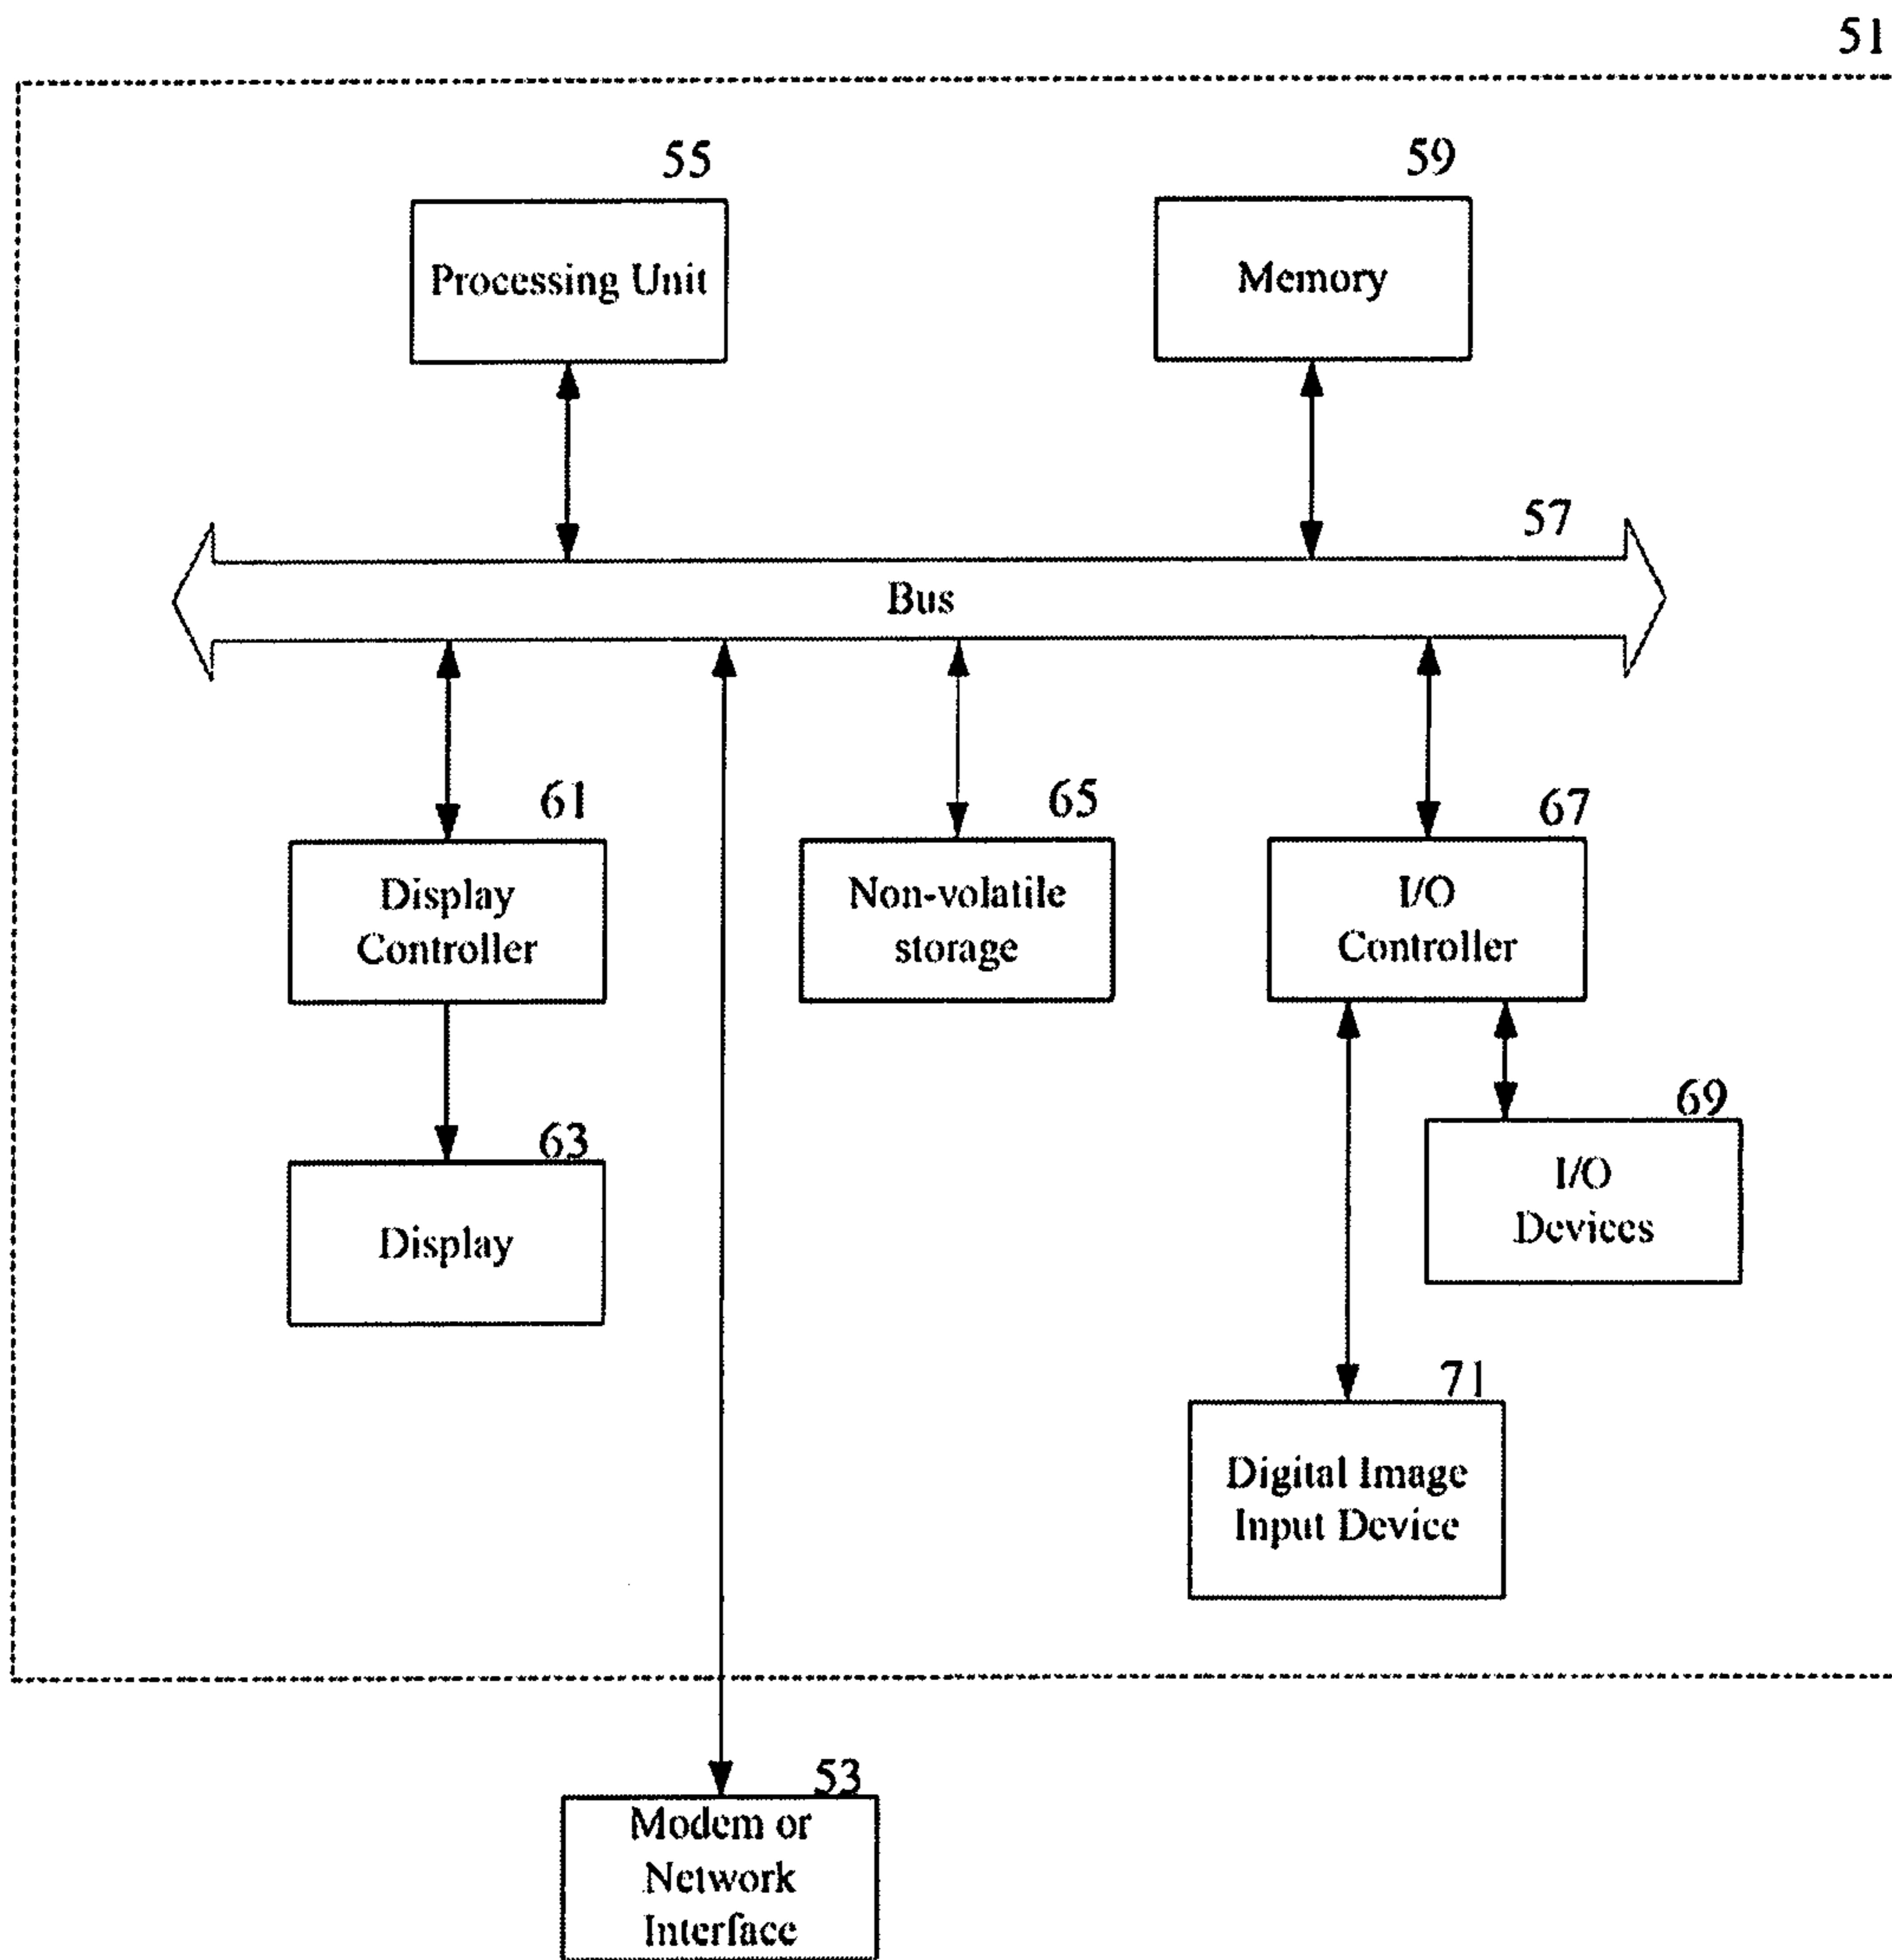 51
55
59
Processing Unit
Memory
57
Bus
61
65
67
Display
Controller
Non-volatile
storage
I/O
Controller
63
69
Display
I/O
Devices
71
Digital Image
Input Device
53
Modem or
Network
Interface